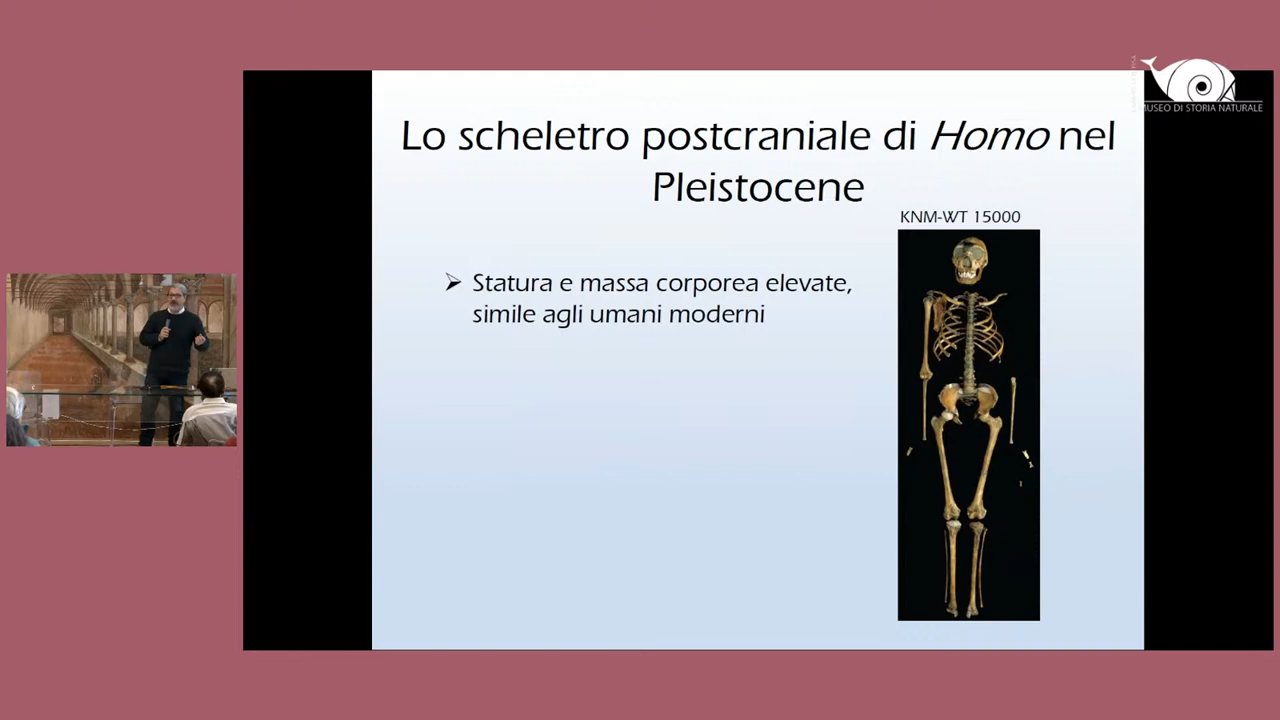 Lo scheletro postcraniale di Homo nel
Pleistocene
KNM-WT 15000
➢ Statura e massa corporea elevate,
simile agli umani moderni
MUSEO DI STORIA NATURALE